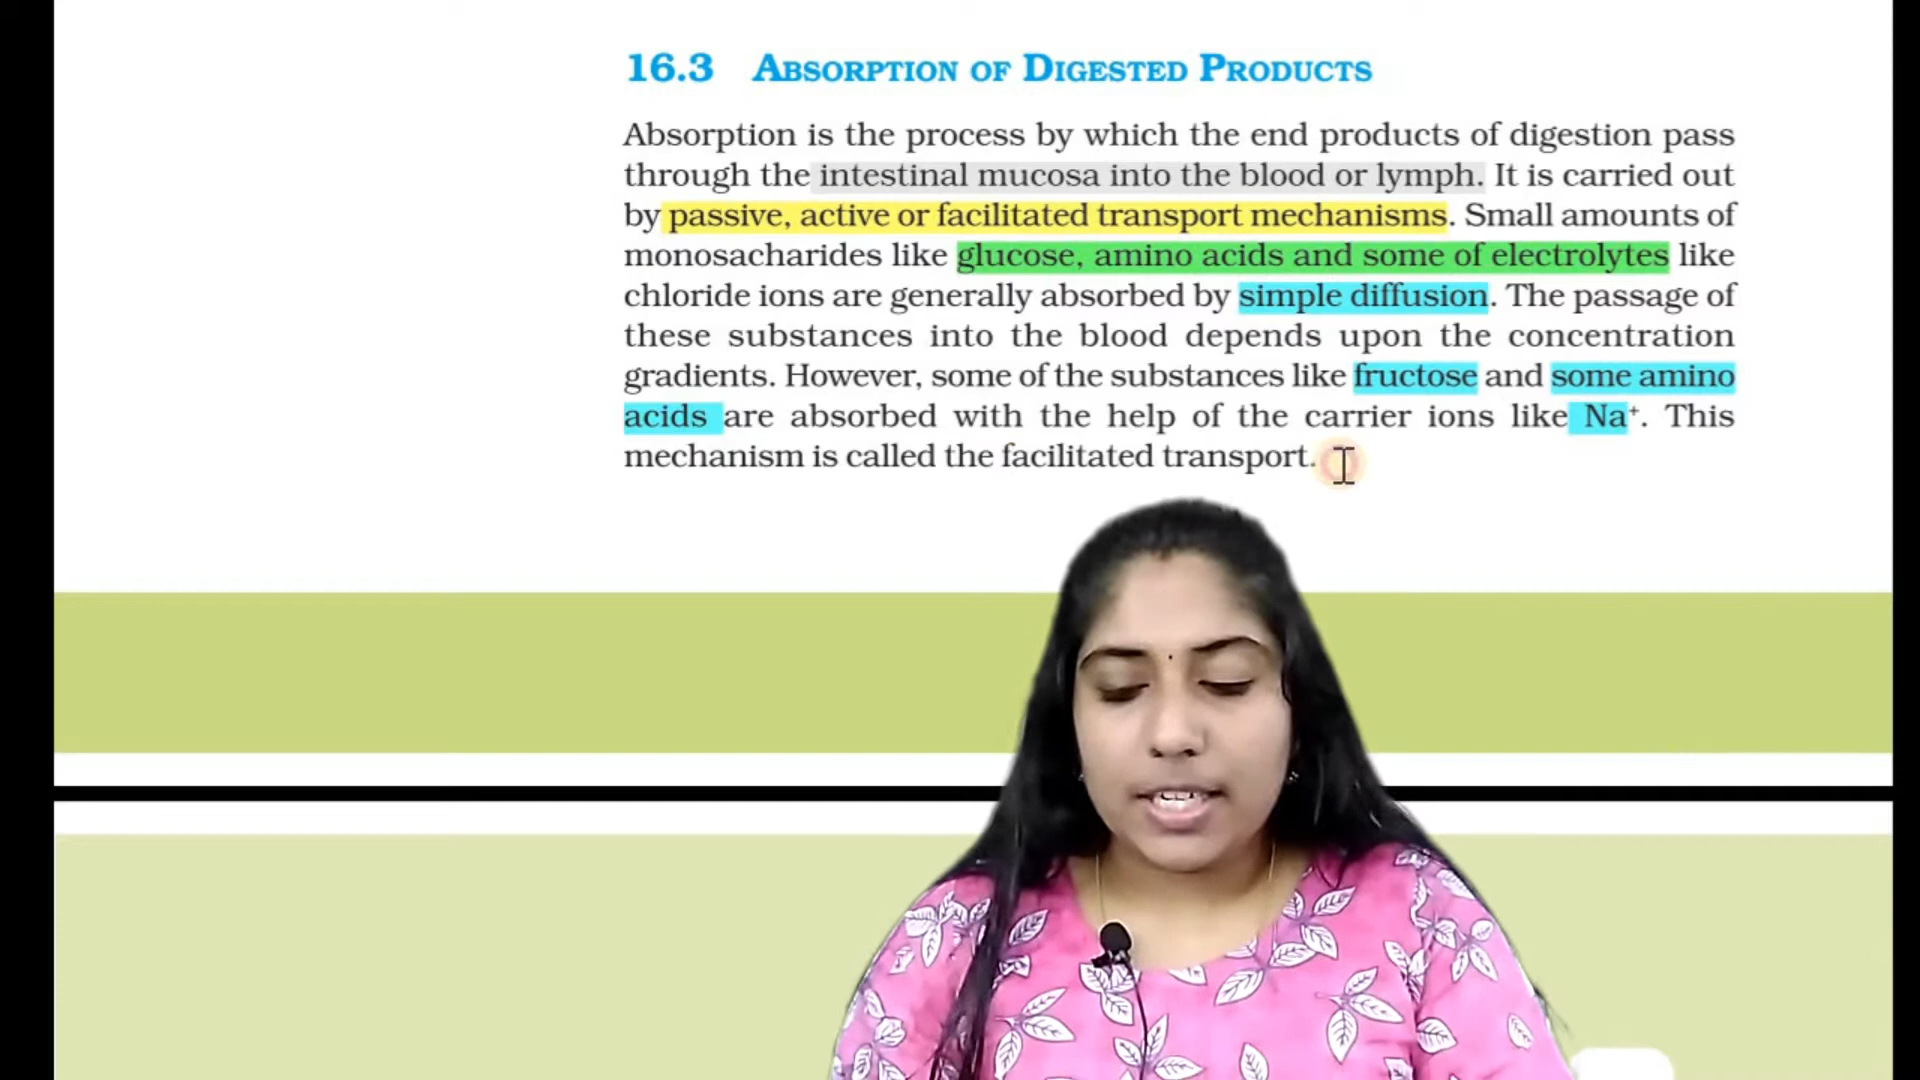 16.3 Absorption of Digested Products
Absorption is the process by which the end products of digestion pass
through the intestinal mucosa into the blood or lymph. It is carried out
by passive, active or facilitated transport mechanisms. Small amounts of
monosacharides like glucose, amino acids and some of electrolytes like
chloride ions are generally absorbed by simple diffusion. The passage of
these substances into the blood depends upon the concentration
gradients. However, some of the substances like fructose and some amino
acids are absorbed with the help of the carrier ions like Na⁺. This
mechanism is called the facilitated transport.